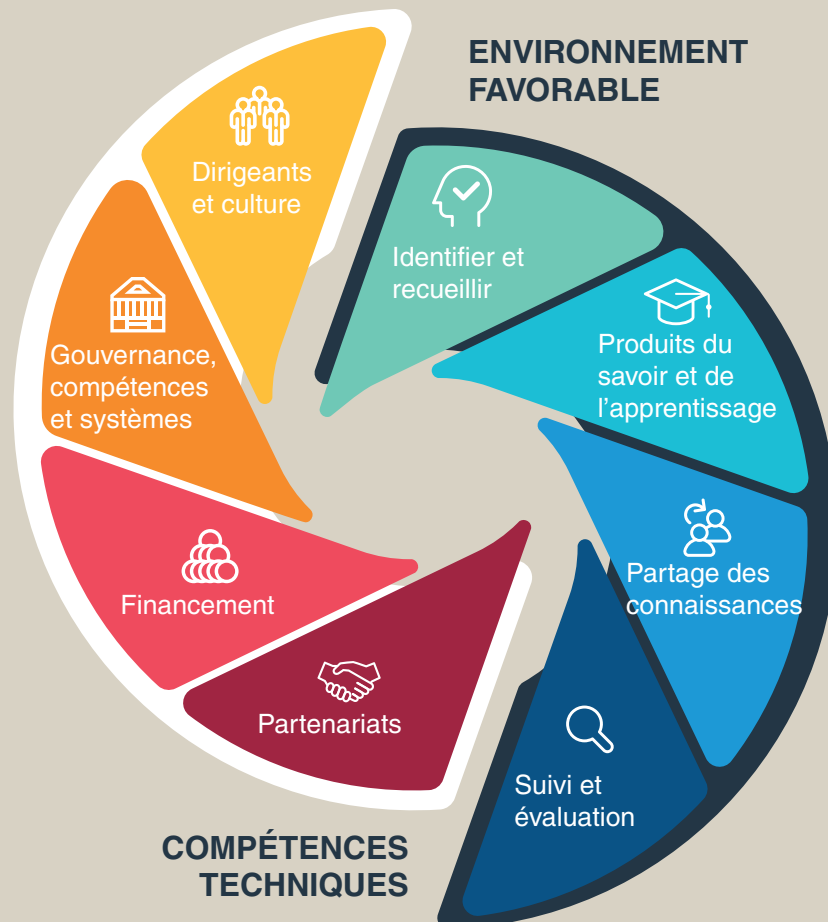 ENVIRONNEMENT
FAVORABLE
Dirigeants
et culture
Identifier et
recueillir
Gouvernance,
compétences
et systèmes
Produits du
savoir et de
l'apprentissage
Financement
Partage des
connaissances
Partenariats
Suivi et
évaluation
COMPÉTENCES
TECHNIQUES